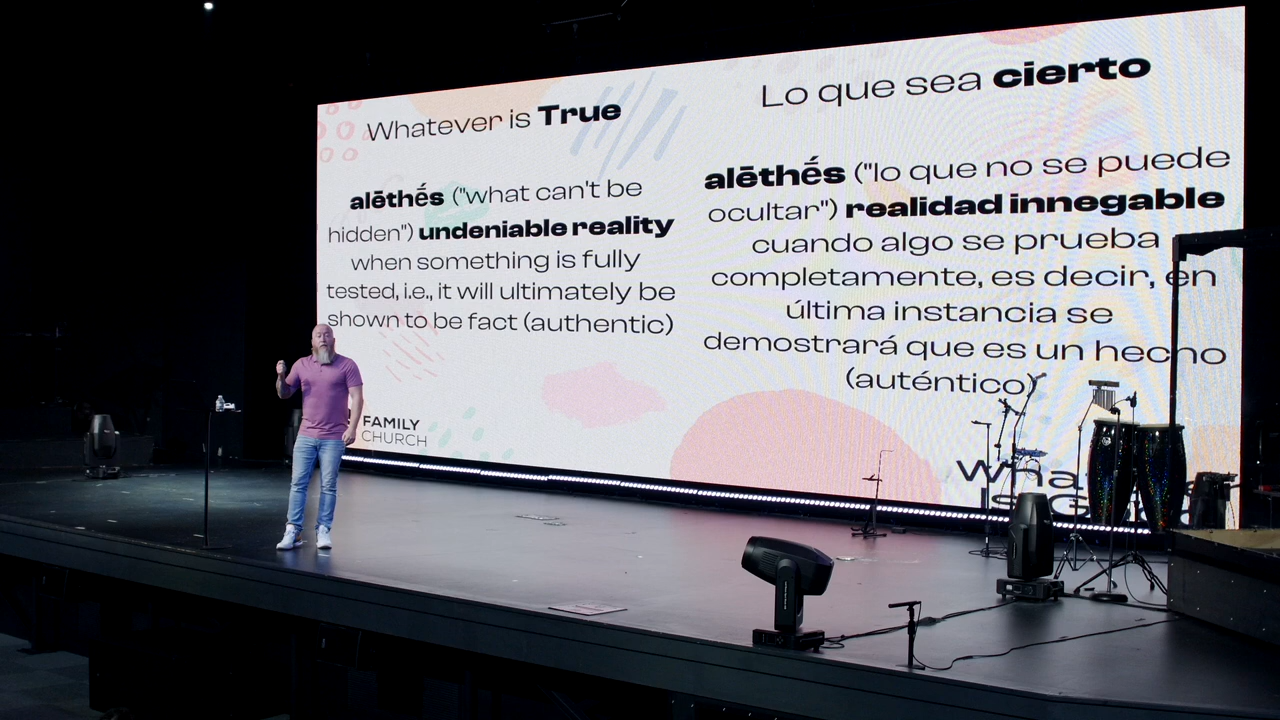 Whatever is True
alēthḗs ("what can't be
hidden") undeniable reality
when something is fully
tested, i.e., it will ultimately be
shown to be fact (authentic)
Lo que sea cierto
alēthḗs ("lo que no se puede
ocultar") realidad innegable
cuando algo se prueba
completamente, es decir, en
última instancia se
demostrará que es un hecho
(auténtico)
FAMILY
CHURCH